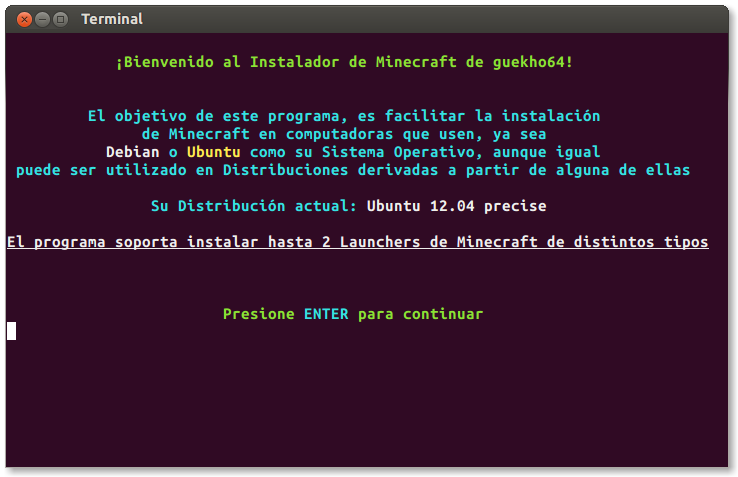 Terminal
¡Bienvenido al Instalador de Minecraft de guekho64!
El objetivo de este programa, es facilitar la instalación
de Minecraft en computadoras que usen, ya sea
Debian o Ubuntu como su Sistema Operativo, aunque igual
puede ser utilizado en Distribuciones derivadas a partir de alguna de ellas
Su Distribución actual: Ubuntu 12.04 precise
El programa soporta instalar hasta 2 Launchers de Minecraft de distintos tipos
Presione ENTER para continuar